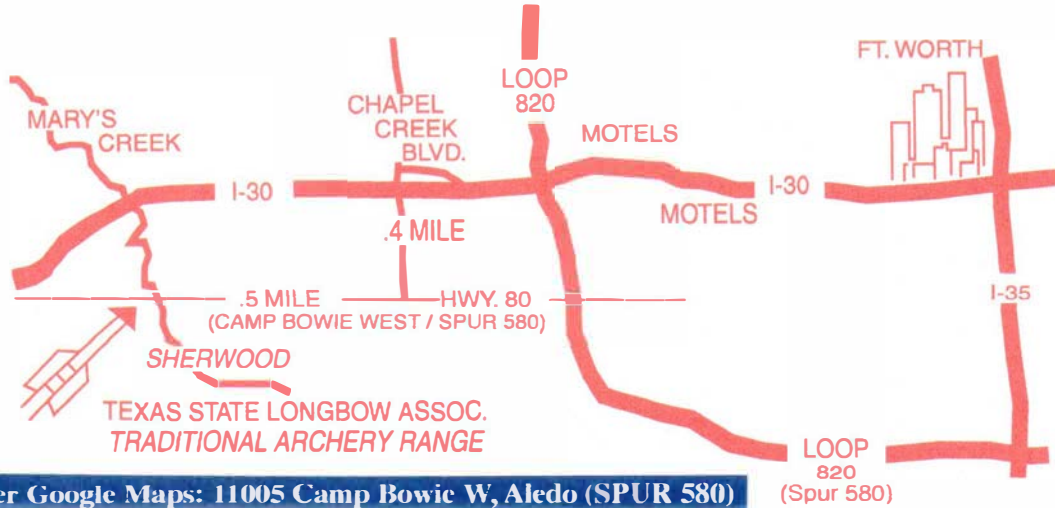 FT. WORTH
LOOP
820
MARY'S
CREEK
CHAPEL
CREEK
BLVD.
MOTELS
I-30
I-30
MOTELS
.4 MILE
I-35
.5 MILE
HWY. 80
(CAMP BOWIE WEST / SPUR 580)
SHERWOOD
TEXAS STATE LONGBOW ASSOC.
TRADITIONAL ARCHERY RANGE
LOOP
820
(Spur 580)
er Google Maps: 11005 Camp Bowie W, Aledo (SPUR 580)